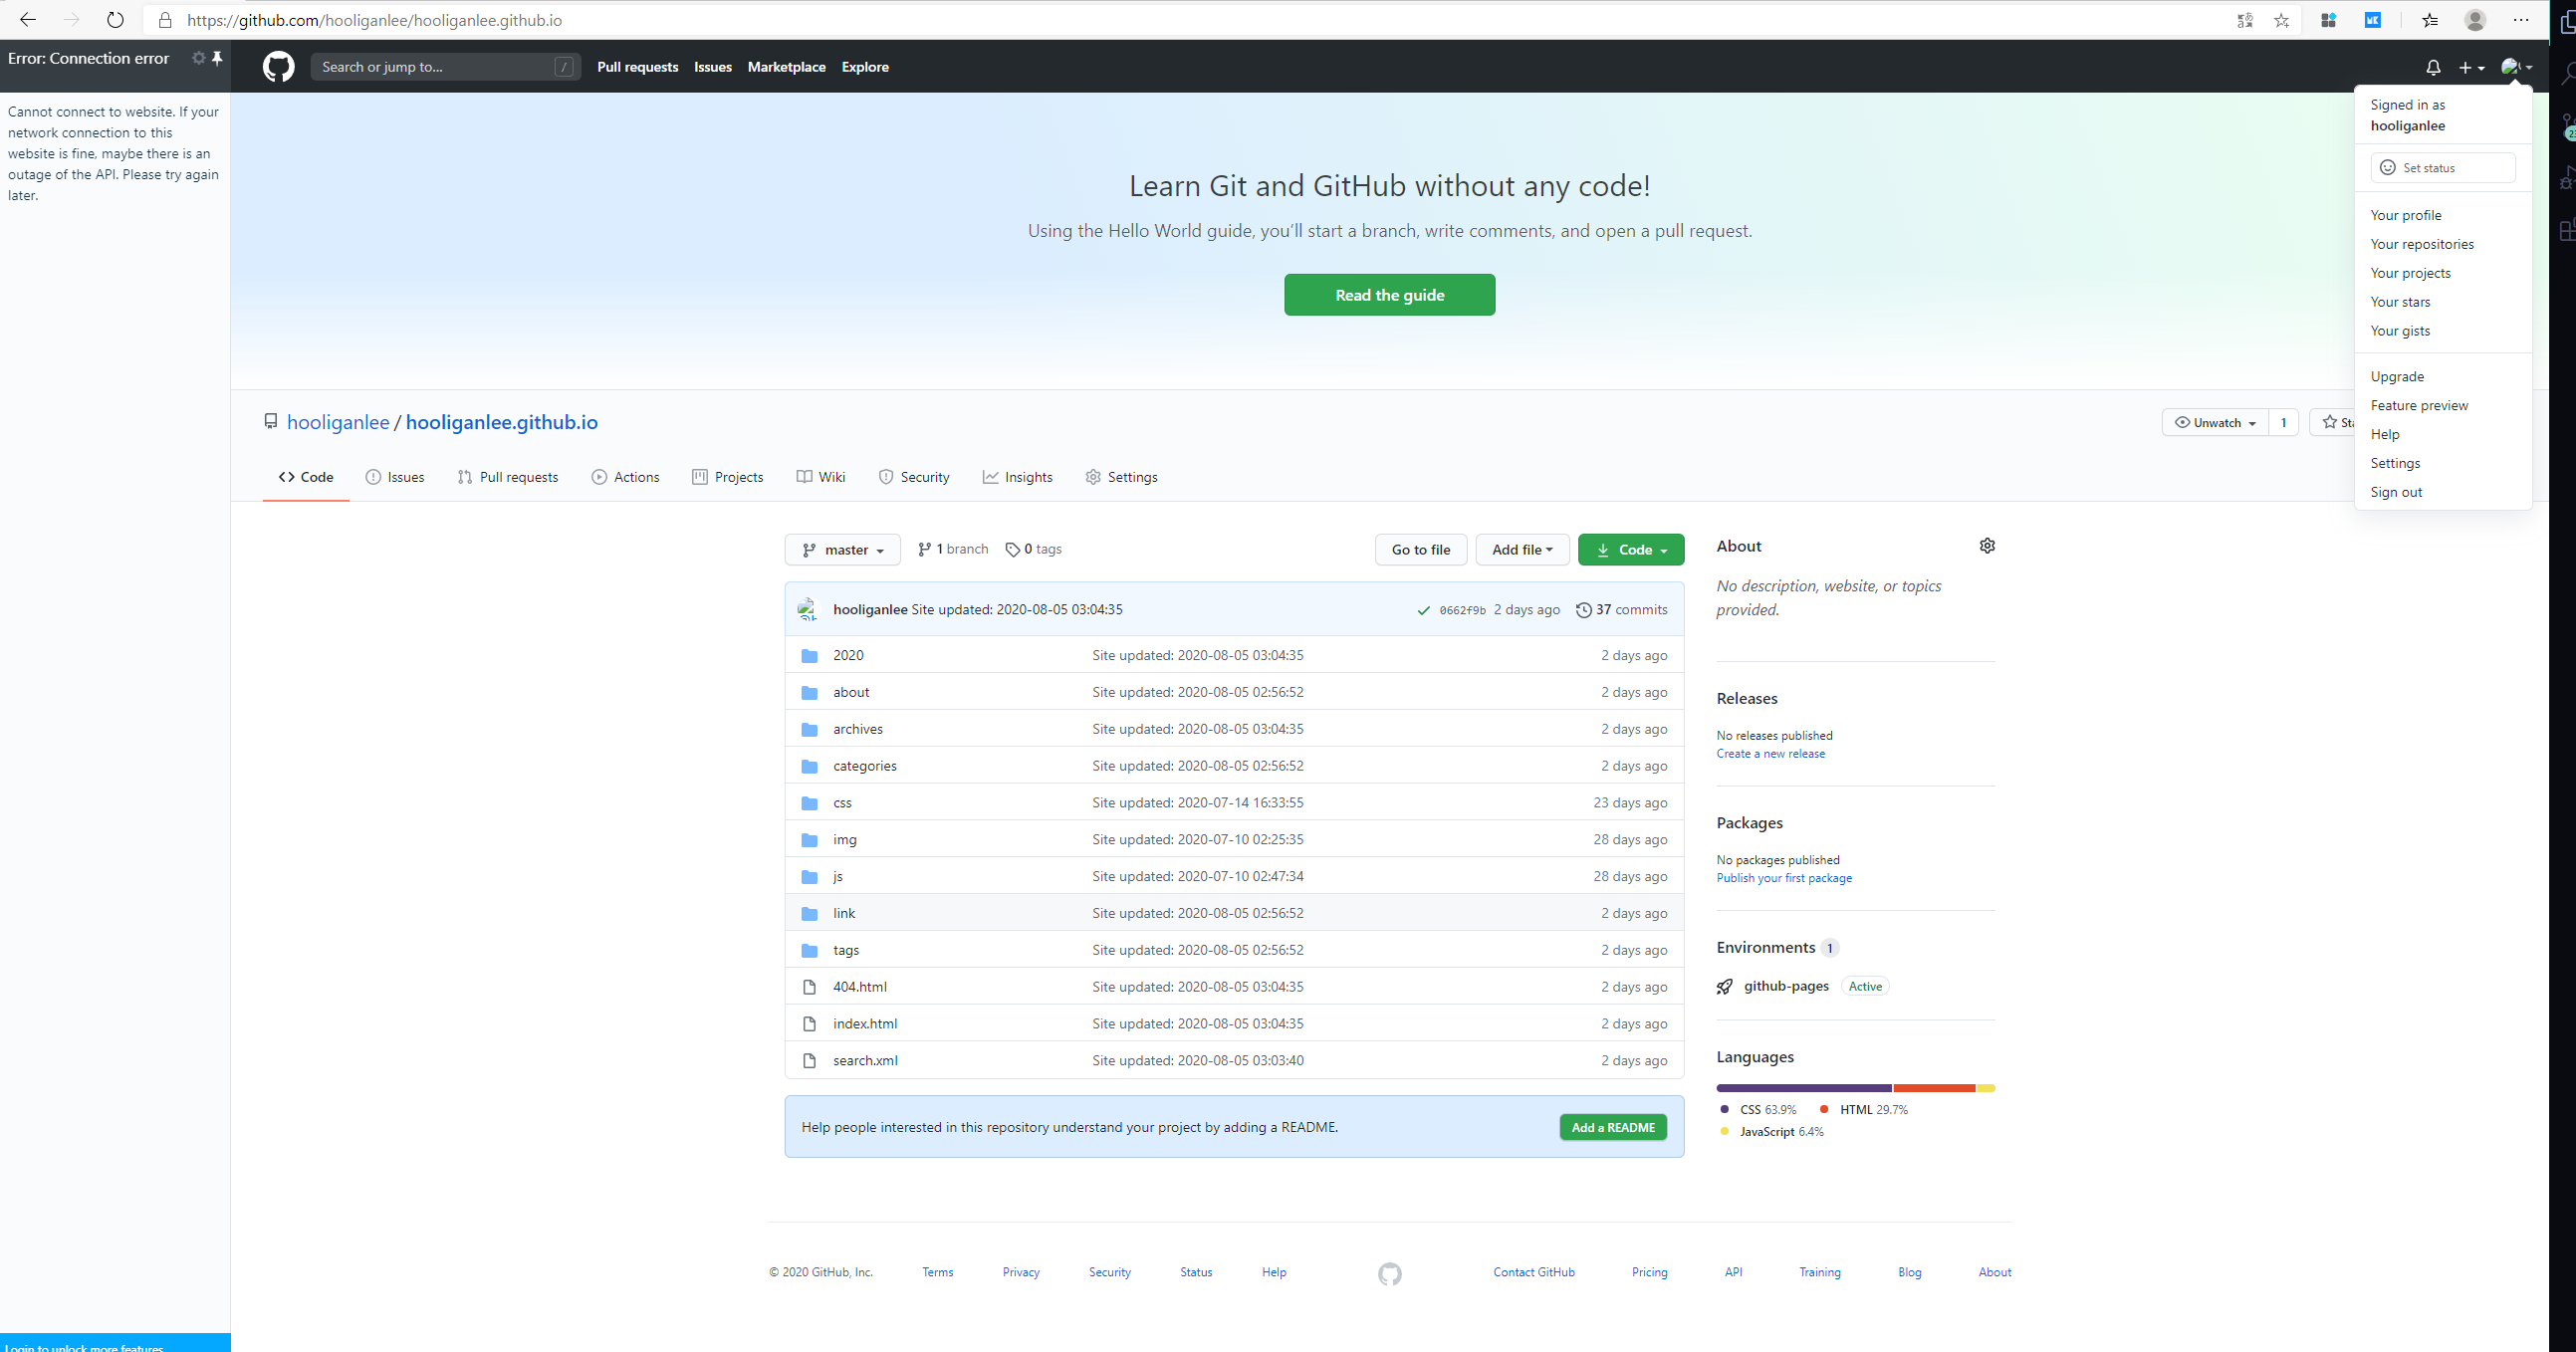 https://github.com/hooliganlee/hooliganlee.github.io
Error: Connection error
Cannot connect to website. If your
network connection to this
website is fine, maybe there is an
outage of the API. Please try again
later.
Login to unlock more features
Search or jump to...
/
Pull requests
Issues
Marketplace
Explore
Signed in as
hooliganlee
Set status
Your profile
Your repositories
Your projects
Your stars
Your gists
Upgrade
Feature preview
Help
Settings
Sign out
Learn Git and GitHub without any code!
Using the Hello World guide, you’ll start a branch, write comments, and open a pull request.
Read the guide
hooliganlee / hooliganlee.github.io
Unwatch 1
Code
Issues
Pull requests
Actions
Projects
Wiki
Security
Insights
Settings
master
1 branch
0 tags
Go to file
Add file
Code
hooliganlee Site updated: 2020-08-05 03:04:35 0662f9b 2 days ago 37 commits
2020 Site updated: 2020-08-05 03:04:35 2 days ago
about Site updated: 2020-08-05 02:56:52 2 days ago
archives Site updated: 2020-08-05 03:04:35 2 days ago
categories Site updated: 2020-08-05 02:56:52 2 days ago
css Site updated: 2020-07-14 16:33:55 23 days ago
img Site updated: 2020-07-10 02:25:35 28 days ago
js Site updated: 2020-07-10 02:47:34 28 days ago
link Site updated: 2020-08-05 02:56:52 2 days ago
tags Site updated: 2020-08-05 02:56:52 2 days ago
404.html Site updated: 2020-08-05 03:04:35 2 days ago
index.html Site updated: 2020-08-05 03:04:35 2 days ago
search.xml Site updated: 2020-08-05 03:03:40 2 days ago
Help people interested in this repository understand your project by adding a README.
Add a README
About
No description, website, or topics
provided.
Releases
No releases published
Create a new release
Packages
No packages published
Publish your first package
Environments 1
github-pages Active
Languages
CSS 63.9% HTML 29.7%
JavaScript 6.4%
© 2020 GitHub, Inc.
Terms
Privacy
Security
Status
Help
Contact GitHub
Pricing
API
Training
Blog
About